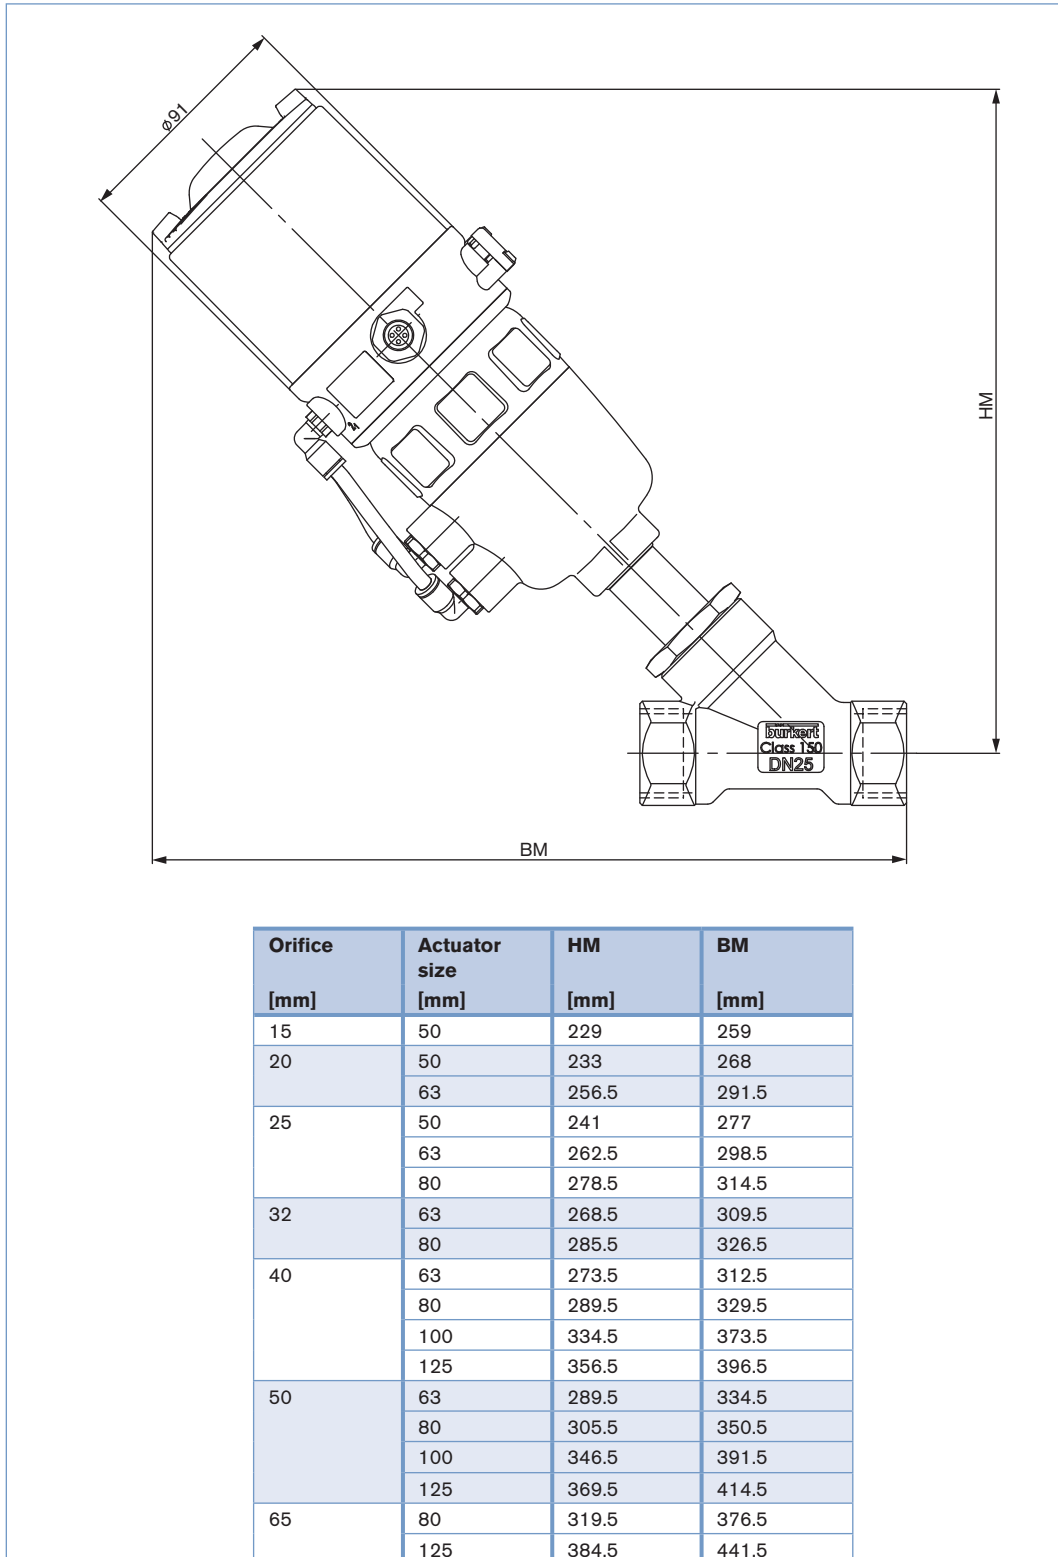 ø91
HM
burkert
Class 150
DN25
BM
Orifice Actuator size HM BM
[mm] [mm] [mm] [mm]
15 50 229 259
20 50 233 268
63 256.5 291.5
25 50 241 277
63 262.5 298.5
80 278.5 314.5
32 63 268.5 309.5
80 285.5 326.5
40 63 273.5 312.5
80 289.5 329.5
100 334.5 373.5
125 356.5 396.5
50 63 289.5 334.5
80 305.5 350.5
100 346.5 391.5
125 369.5 414.5
65 80 319.5 376.5
125 384.5 441.5